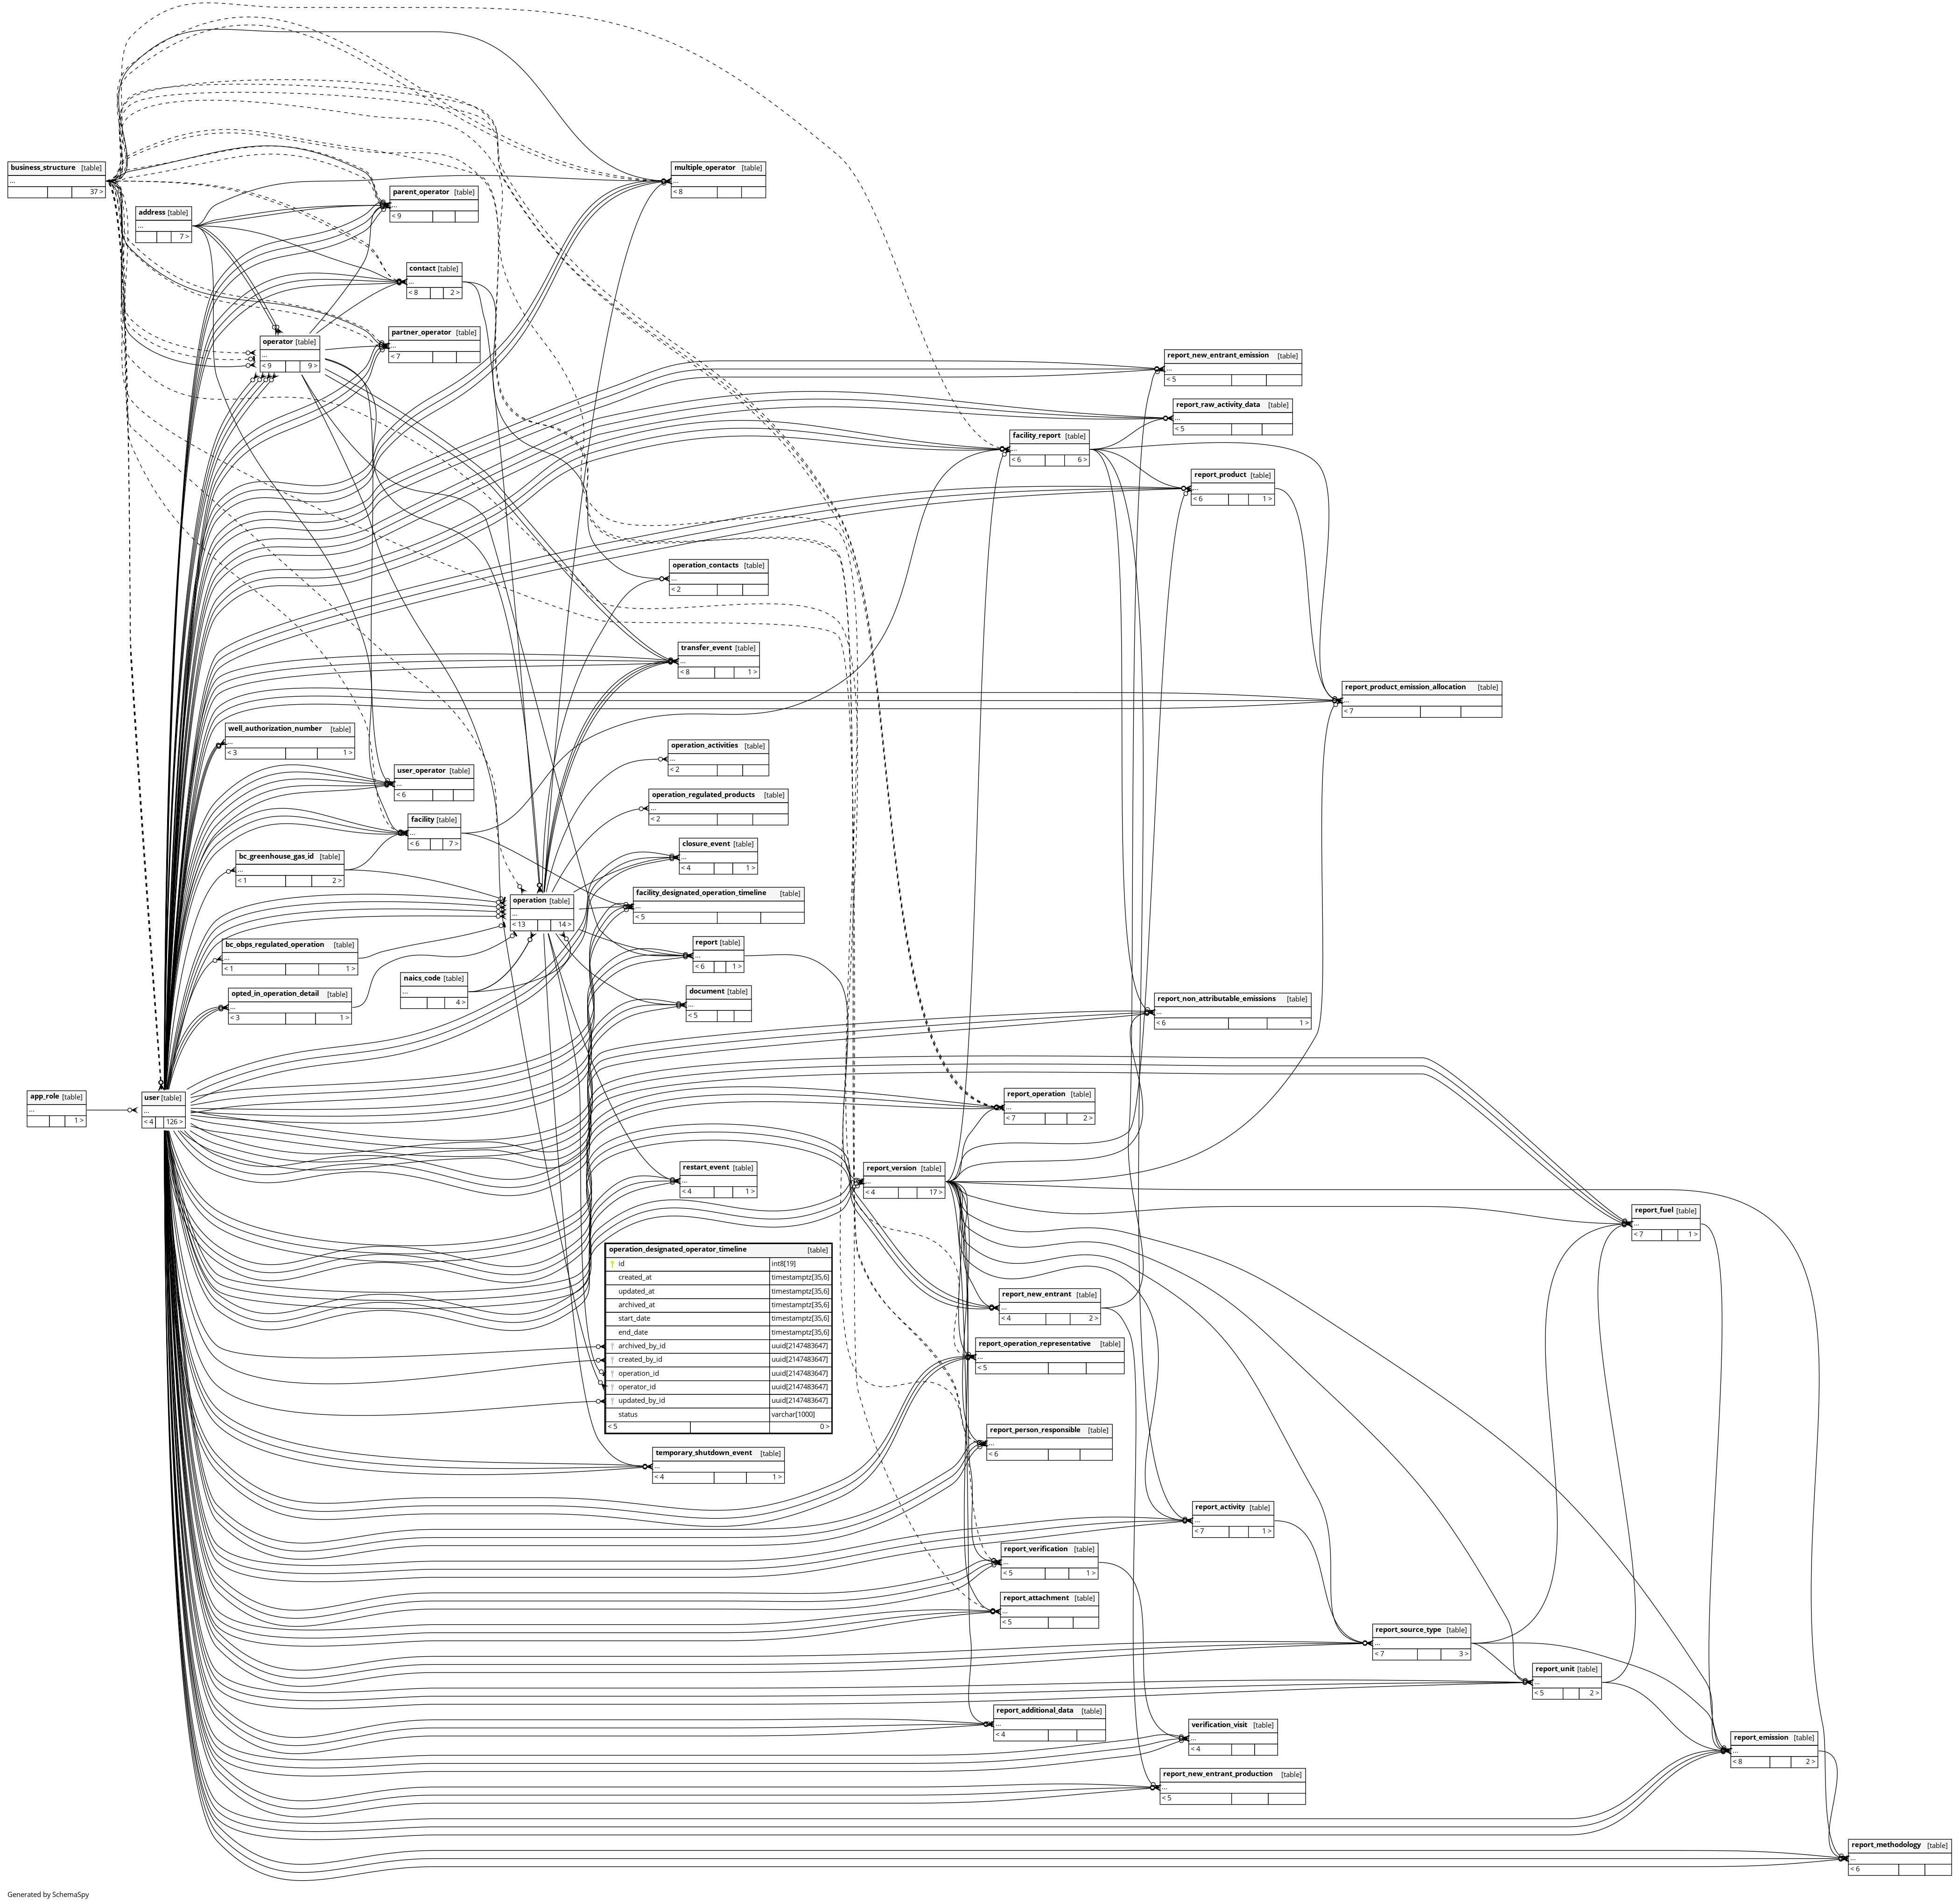 business_structure [table]
...
37 >
address [table]
...
7 >
parent_operator [table]
...
< 9
multiple_operator [table]
...
< 8
contact [table]
...
< 8 2 >
operator [table]
...
< 9 9 >
partner_operator [table]
...
< 7
report_new_entrant_emission [table]
...
< 5
report_raw_activity_data [table]
...
< 5
facility_report [table]
...
< 6 6 >
report_product [table]
...
< 6 1 >
operation_contacts [table]
...
< 2
transfer_event [table]
...
< 8 1 >
report_product_emission_allocation [table]
...
< 7
well_authorization_number [table]
...
< 3 1 >
operation_activities [table]
...
< 2
user_operator [table]
...
< 6
operation_regulated_products [table]
...
< 2
facility [table]
...
< 6 7 >
closure_event [table]
...
< 4 1 >
bc_greenhouse_gas_id [table]
...
< 1 2 >
facility_designated_operation_timeline [table]
...
< 5
operation [table]
...
< 13 14 >
bc_obps_regulated_operation [table]
...
< 1 1 >
report [table]
...
< 6 1 >
naics_code [table]
...
4 >
opted_in_operation_detail [table]
...
< 3 1 >
document [table]
...
< 5
report_non_attributable_emissions [table]
...
< 6 1 >
app_role [table]
...
1 >
user [table]
...
< 4 126 >
report_operation [table]
...
< 7 2 >
restart_event [table]
...
< 4 1 >
report_version [table]
...
< 4 17 >
report_fuel [table]
...
< 7 1 >
operation_designated_operator_timeline [table]
id int8[19]
created_at timestamptz[35,6]
updated_at timestamptz[35,6]
archived_at timestamptz[35,6]
start_date timestamptz[35,6]
end_date timestamptz[35,6]
archived_by_id uuid[2147483647]
created_by_id uuid[2147483647]
operation_id uuid[2147483647]
operator_id uuid[2147483647]
updated_by_id uuid[2147483647]
status varchar[1000]
< 5 0 >
report_new_entrant [table]
...
< 4 2 >
report_operation_representative [table]
...
< 5
report_person_responsible [table]
...
< 6
temporary_shutdown_event [table]
...
< 4 1 >
report_activity [table]
...
< 7 1 >
report_verification [table]
...
< 5 1 >
report_attachment [table]
...
< 5
report_source_type [table]
...
< 7 3 >
report_unit [table]
...
< 5 2 >
report_additional_data [table]
...
< 4
verification_visit [table]
...
< 4
report_emission [table]
...
< 8 2 >
report_new_entrant_production [table]
...
< 5
report_methodology [table]
...
< 6
Generated by SchemaSpy